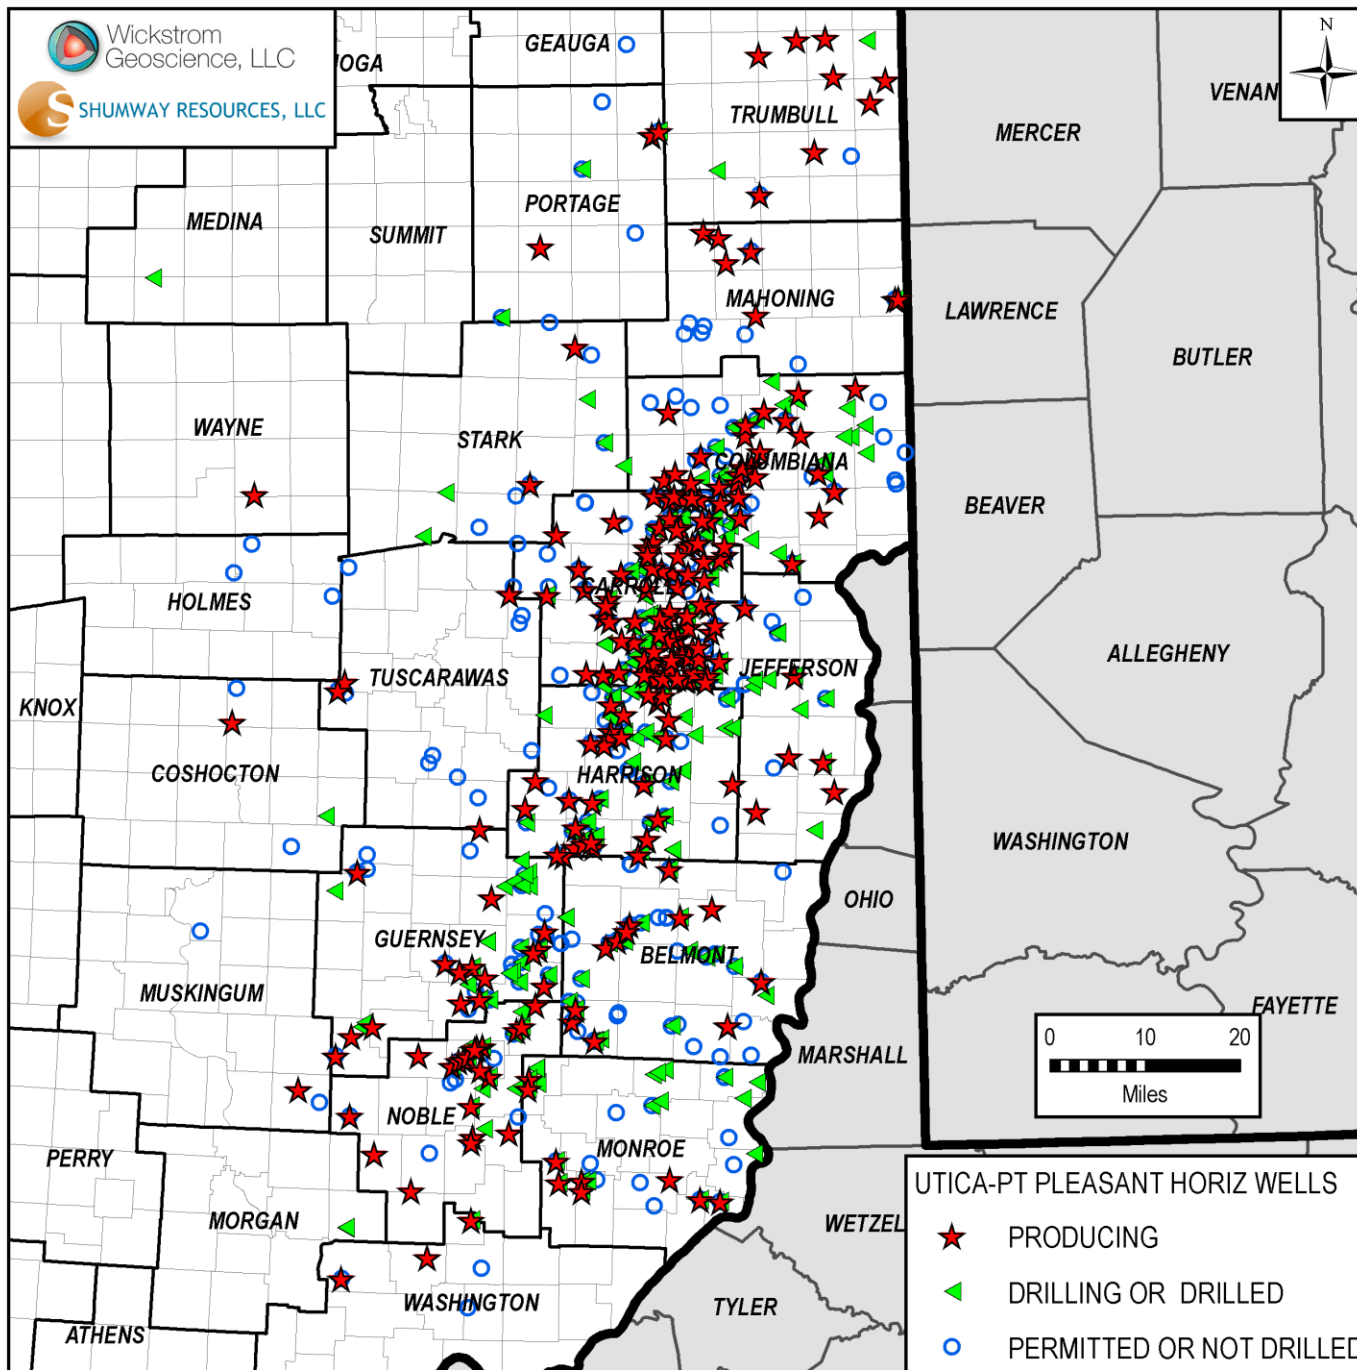 Wickstrom
Geoscience, LLC
S
SHUMWAY RESOURCES, LLC
OGA
GEAUGA
TRUMBULL
MERCER
VENAN
N
MEDINA
SUMMIT
PORTAGE
MAHONING
LAWRENCE
BUTLER
WAYNE
STARK
COLUMBIANA
BEAVER
HOLMES
CARROLL
TUSCARAWAS
JEFFERSON
ALLEGHENY
KNOX
COSHOCTON
HARRISON
WASHINGTON
OHIO
GUERNSEY
BELMONT
MUSKINGUM
FAYETTE
MARSHALL
0 10 20
Miles
NOBLE
MONROE
PERRY
MORGAN
WETZEL
WASHINGTON
TYLER
ATHENS
UTICA-PT PLEASANT HORIZ WELLS
PRODUCING
DRILLING OR DRILLED
PERMITTED OR NOT DRILLED